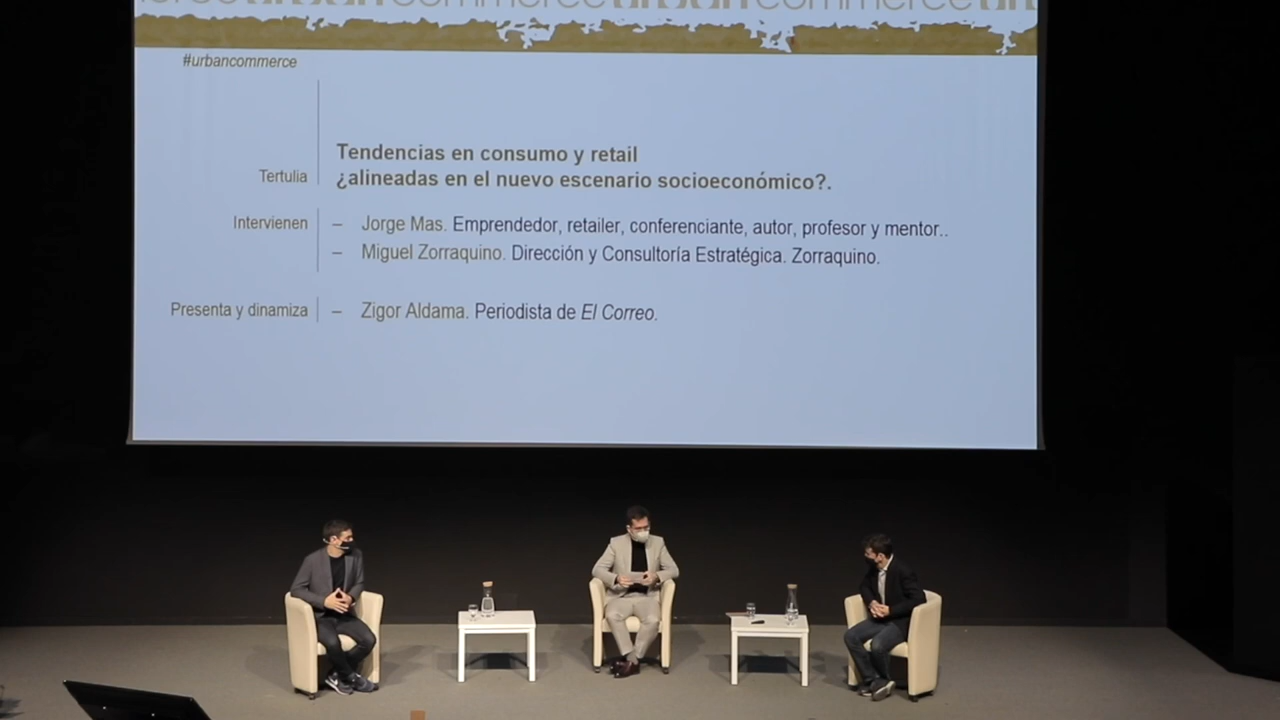 commerceurbancommerceurbancommerceur
#urbancommerce
Tertulia
Tendencias en consumo y retail
¿alineadas en el nuevo escenario socioeconómico?.
Intervienen
– Jorge Mas. Emprendedor, retailer, conferenciante, autor, profesor y mentor..
– Miguel Zorraquino. Dirección y Consultoría Estratégica. Zorraquino.
Presenta y dinamiza
– Zigor Aldama. Periodista de El Correo.